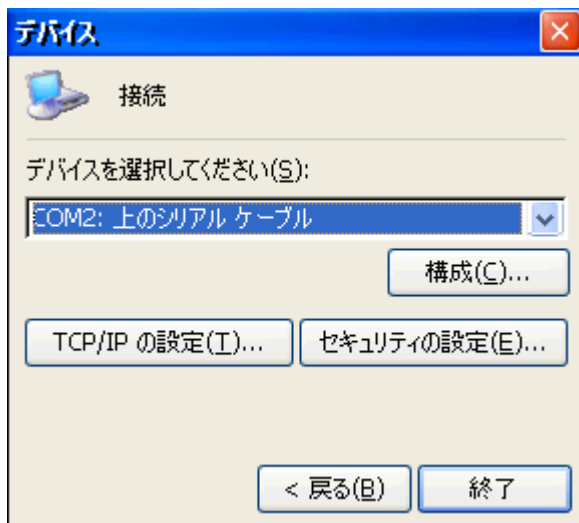 デバイス
接続
デバイスを選択してください(S):
COM2: 上のシリアル ケーブル
構成(C)...
TCP/IP の設定(T)...
セキュリティの設定(E)...
< 戻る(B)
終了